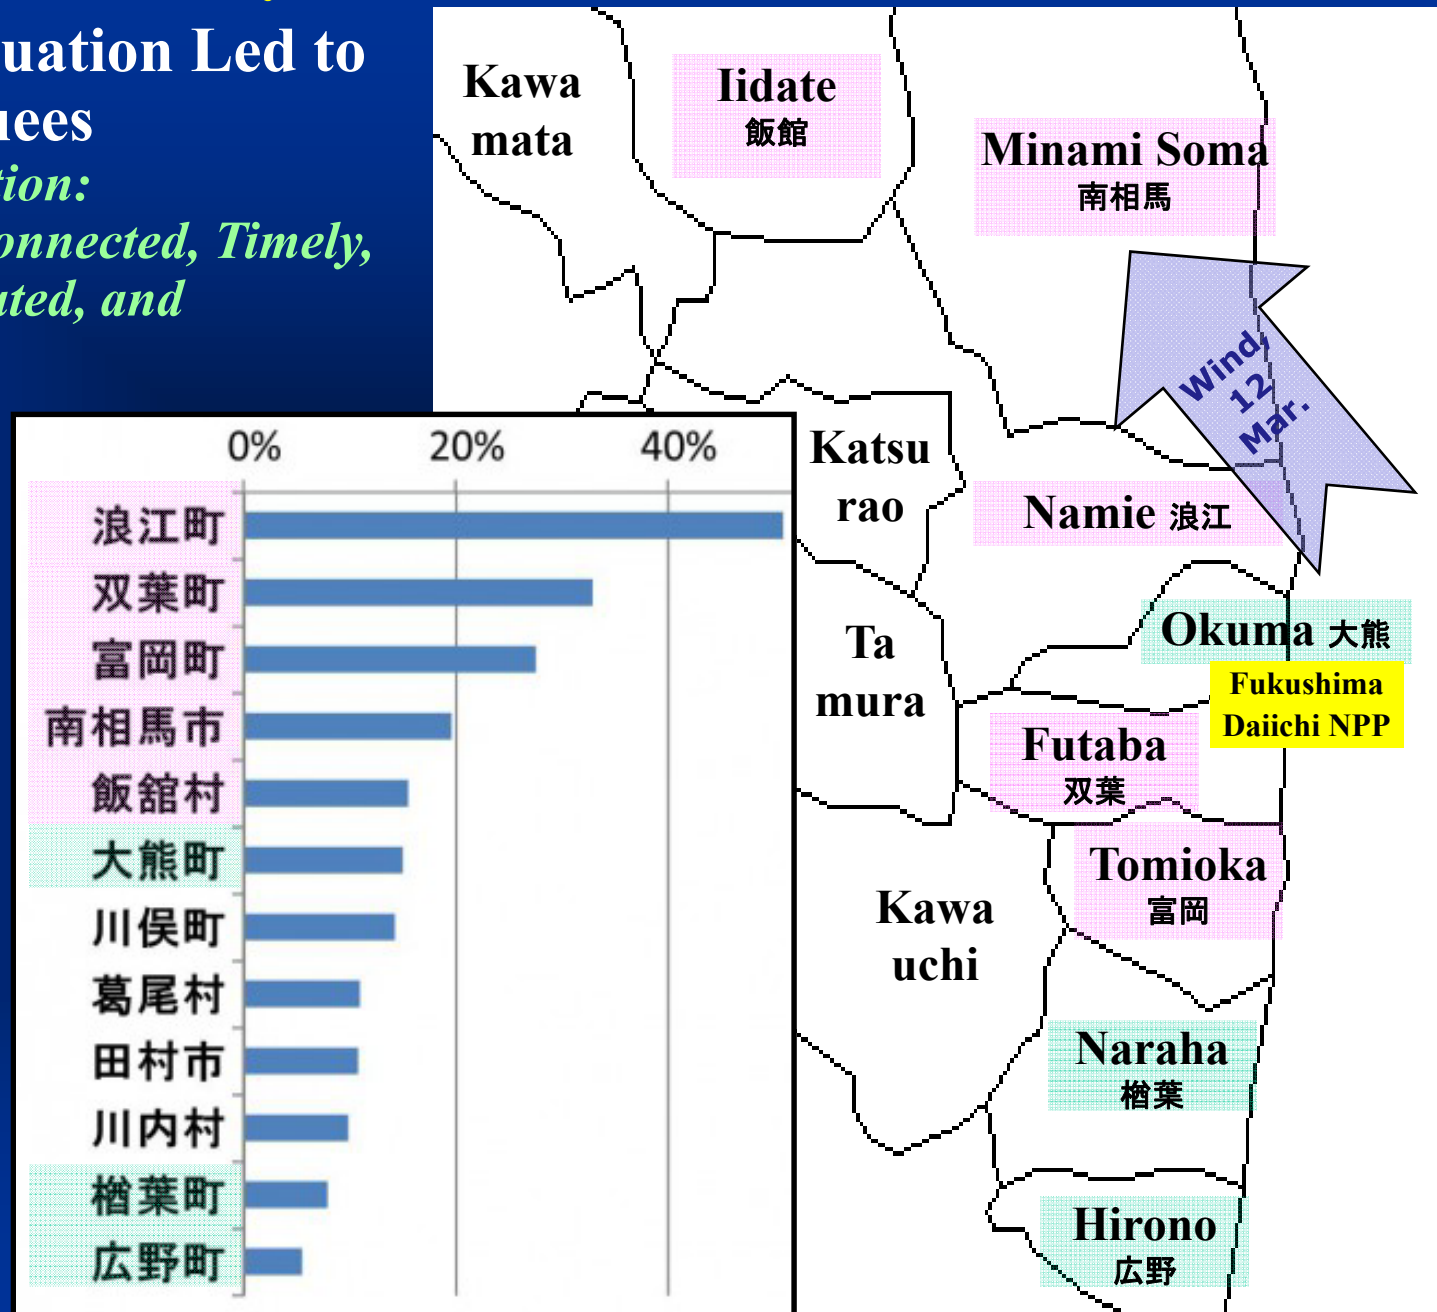 uation Led to
uees
tion:
onnected, Timely,
ated, and
Kawa
mata
Iidate
飯館
Minami Soma
南相馬
Wind,
12
Mar.
Katsu
rao
Namie 浪江
Ta
mura
Okuma 大熊
Fukushima
Daiichi NPP
Futaba
双葉
Tomioka
富岡
Kawa
uchi
Naraha
楢葉
Hirono
広野
0% 20% 40%
浪江町
双葉町
富岡町
南相馬市
飯舘村
大熊町
川俣町
葛尾村
田村市
川内村
楢葉町
広野町